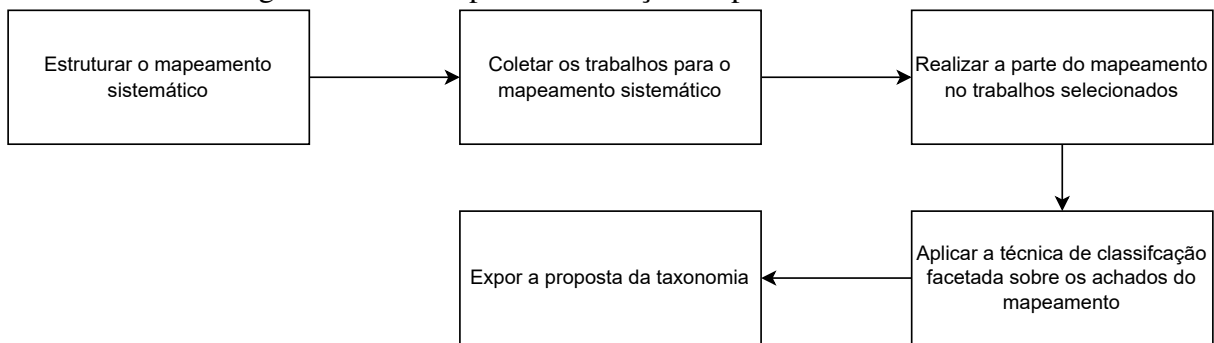 Estruturar o mapeamento
sistemático
Coletar os trabalhos para o
mapeamento sistemático
Realizar a parte do mapeamento
no trabalhos selecionados
Aplicar a técnica de classifcação
facetada sobre os achados do
mapeamento
Expor a proposta da taxonomia